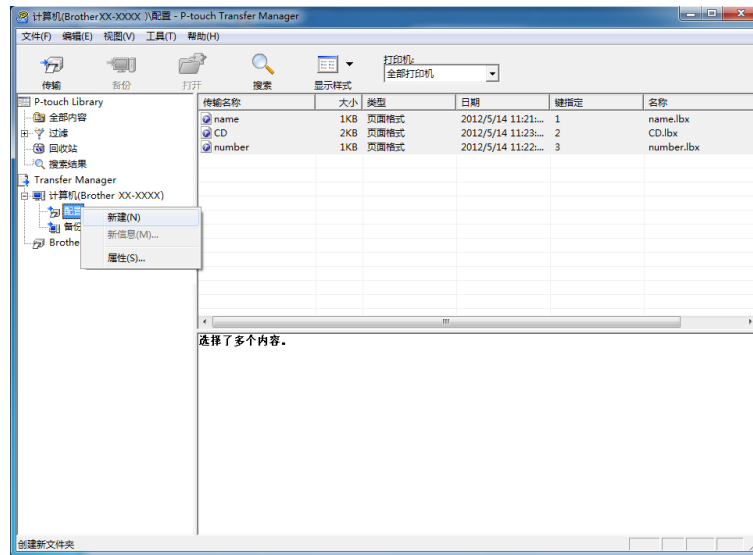 计算机(BrotherXX-XXXX )\配置 - P-touch Transfer Manager
文件(F) 编辑(E) 视图(V) 工具(T) 帮助(H)
传输 备份 打开 搜索 显示样式 打印机: 全部打印机
P-touch Library
全部内容
过滤
回收站
搜索结果
Transfer Manager
计算机(Brother XX-XXXX)
配置
备份
Brothe
新建(N)
新信息(M)...
属性(S)...
传输名称 大小 类型 日期 键指定 名称
name 1KB 页面格式 2012/5/14 11:21:... 1 name.lbx
CD 2KB 页面格式 2012/5/14 11:23:... 2 CD.lbx
number 1KB 页面格式 2012/5/14 11:22:... 3 number.lbx
选择了多个内容。
创建新文件夹